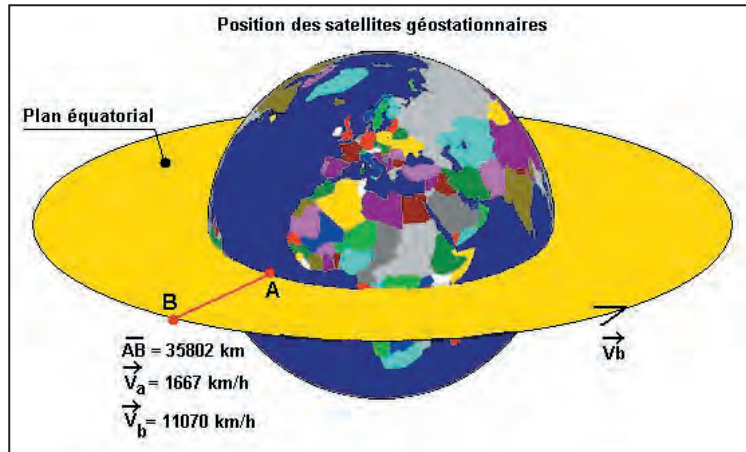 Position des satellites géostationnaires
Plan équatorial
B
A
AB = 35802 km
Va = 1667 km/h
Vb = 11070 km/h
Vb